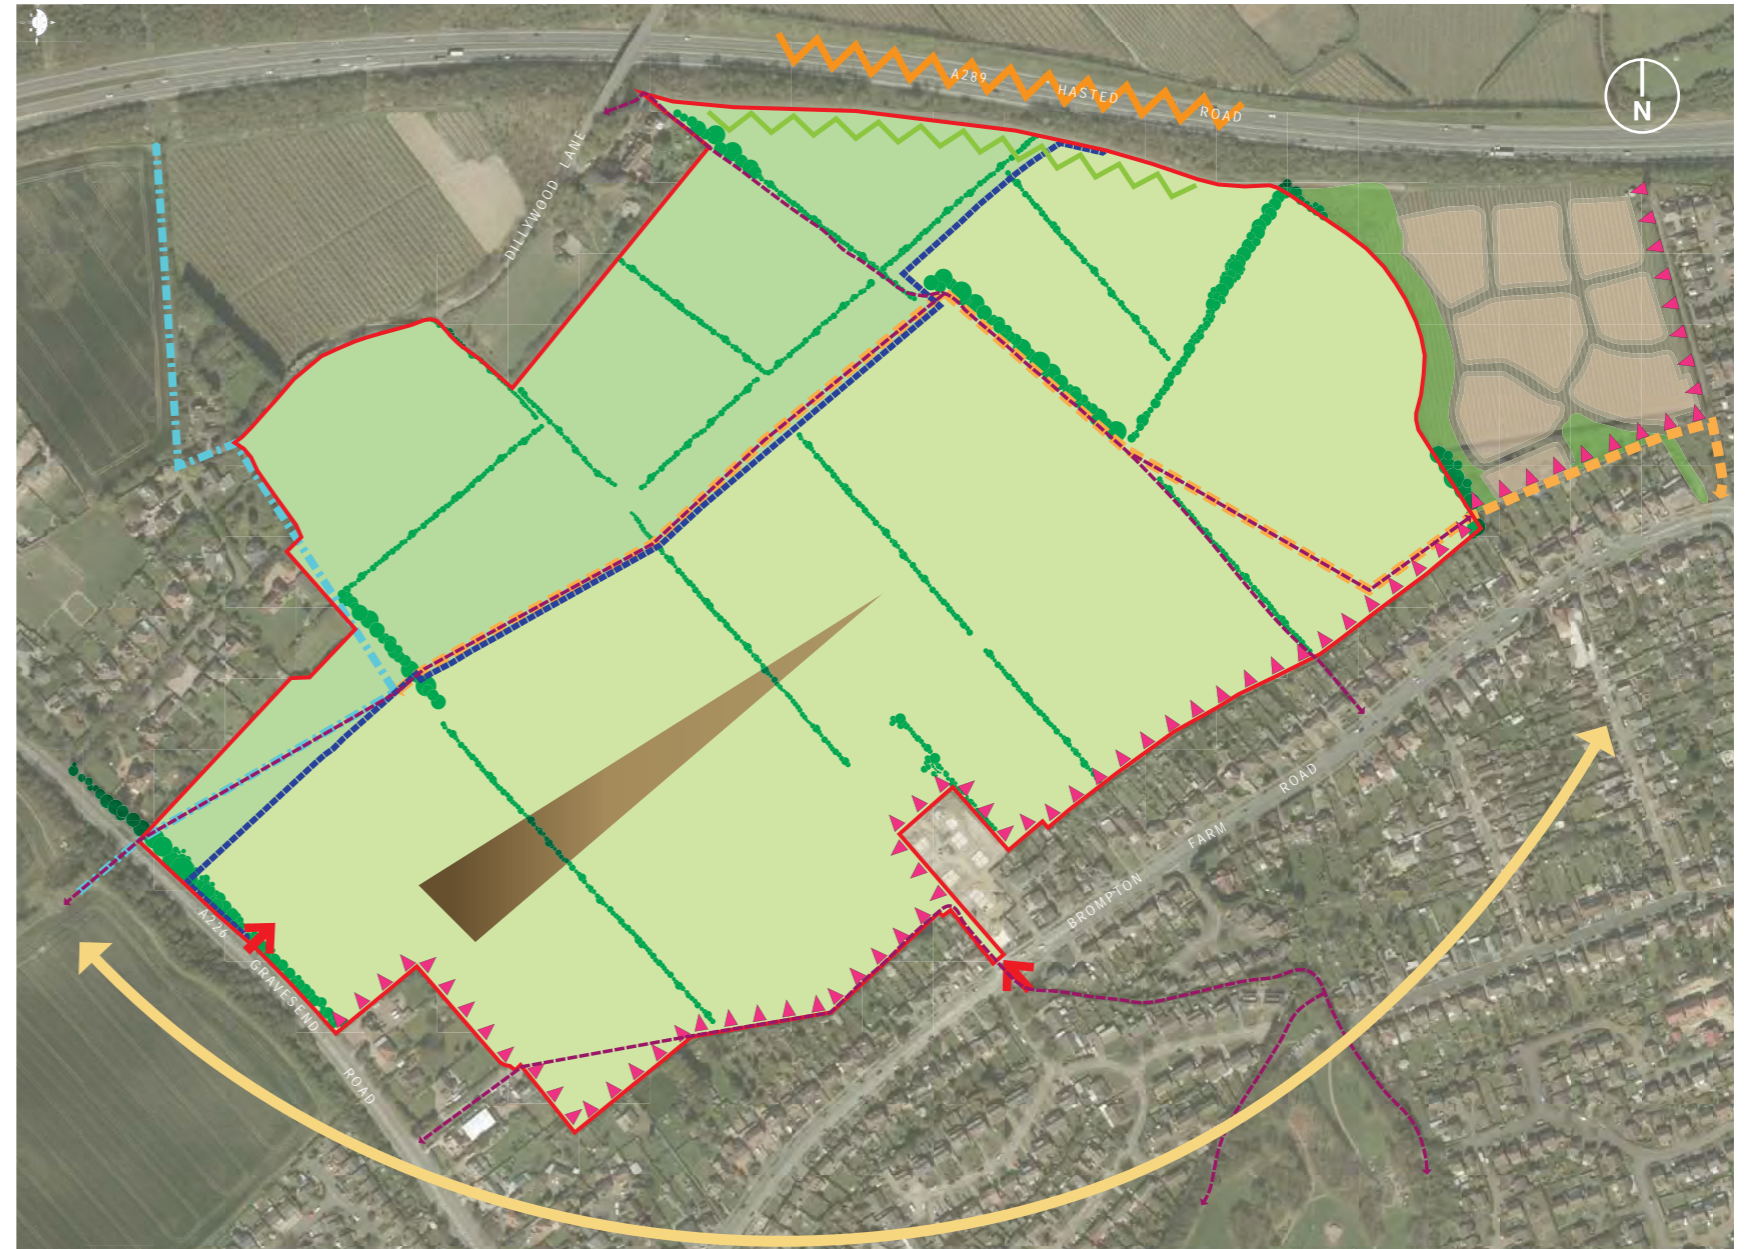 A289 HASTED ROAD
N
DILLYWOOD LANE
BROMPTON FARM ROAD
A226 GRAVESEND ROAD